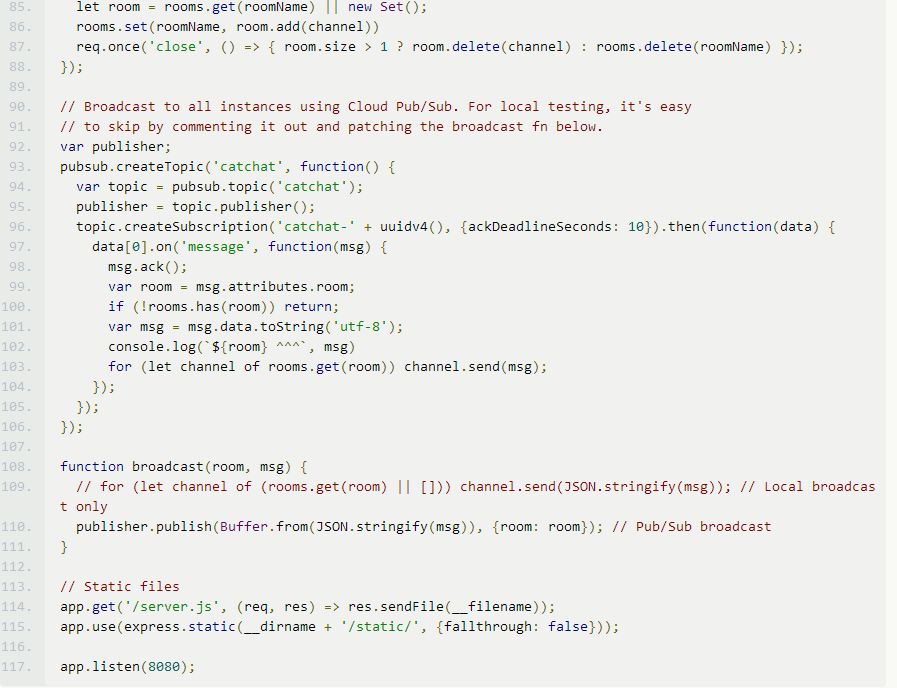 85. let room = rooms.get(roomName) || new Set();
86. rooms.set(roomName, room.add(channel))
87. req.once('close', () => { room.size > 1 ? room.delete(channel) : rooms.delete(roomName) });
88. });
89.
90. // Broadcast to all instances using Cloud Pub/Sub. For local testing, it's easy
91. // to skip by commenting it out and patching the broadcast fn below.
92. var publisher;
93. pubsub.createTopic('catchat', function() {
94. var topic = pubsub.topic('catchat');
95. publisher = topic.publisher();
96. topic.createSubscription('catchat-' + uuidv4(), {ackDeadlineSeconds: 10}).then(function(data) {
97. data[0].on('message', function(msg) {
98. msg.ack();
99. var room = msg.attributes.room;
100. if (!rooms.has(room)) return;
101. var msg = msg.data.toString('utf-8');
102. console.log(`${room} ^^^`, msg)
103. for (let channel of rooms.get(room)) channel.send(msg);
104. });
105. });
106. });
107.
108. function broadcast(room, msg) {
109. // for (let channel of (rooms.get(room) || [])) channel.send(JSON.stringify(msg)); // Local broadcas
t only
110. publisher.publish(Buffer.from(JSON.stringify(msg)), {room: room}); // Pub/Sub broadcast
111. }
112.
113. // Static files
114. app.get('/server.js', (req, res) => res.sendFile(__filename));
115. app.use(express.static(__dirname + '/static/', {fallthrough: false}));
116.
117. app.listen(8080);